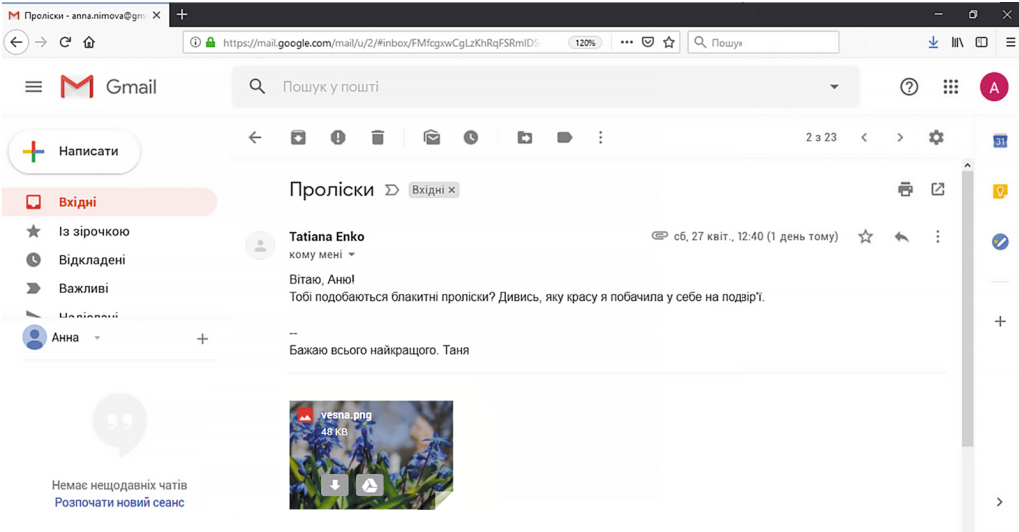 Проліски - anna.nimova@gm
https://mail.google.com/mail/u/2/#inbox/FMfcgxwCgLzKhRqFSRmIDS
120%
Пошук
Gmail
Пошук у пошті
A
Написати
2 з 23
31
Вхідні
Із зірочкою
Відкладені
Важливі
Надіслані
Анна
Немає нещодавніх чатів
Розпочати новий сеанс
Проліски
Вхідні ×
Tatiana Enko
сб, 27 квіт., 12:40 (1 день тому)
кому мені
Вітаю, Аню!
Тобі подобаються блакитні проліски? Дивись, яку красу я побачила у себе на подвір'ї.
--
Бажаю всього найкращого. Таня
vesna.png
48 KB